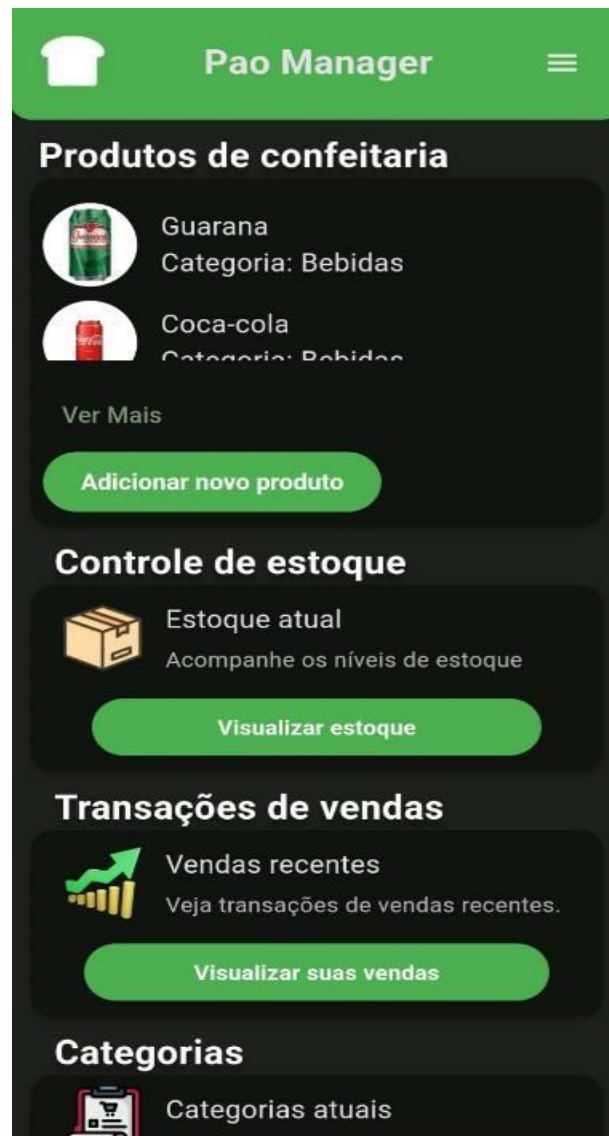 Pao Manager
Produtos de confeitaria
Guarana
Categoria: Bebidas
Coca-cola
Categoria: Bebidas
Ver Mais
Adicionar novo produto
Controle de estoque
Estoque atual
Acompanhe os níveis de estoque
Visualizar estoque
Transações de vendas
Vendas recentes
Veja transações de vendas recentes.
Visualizar suas vendas
Categorias
Categorias atuais